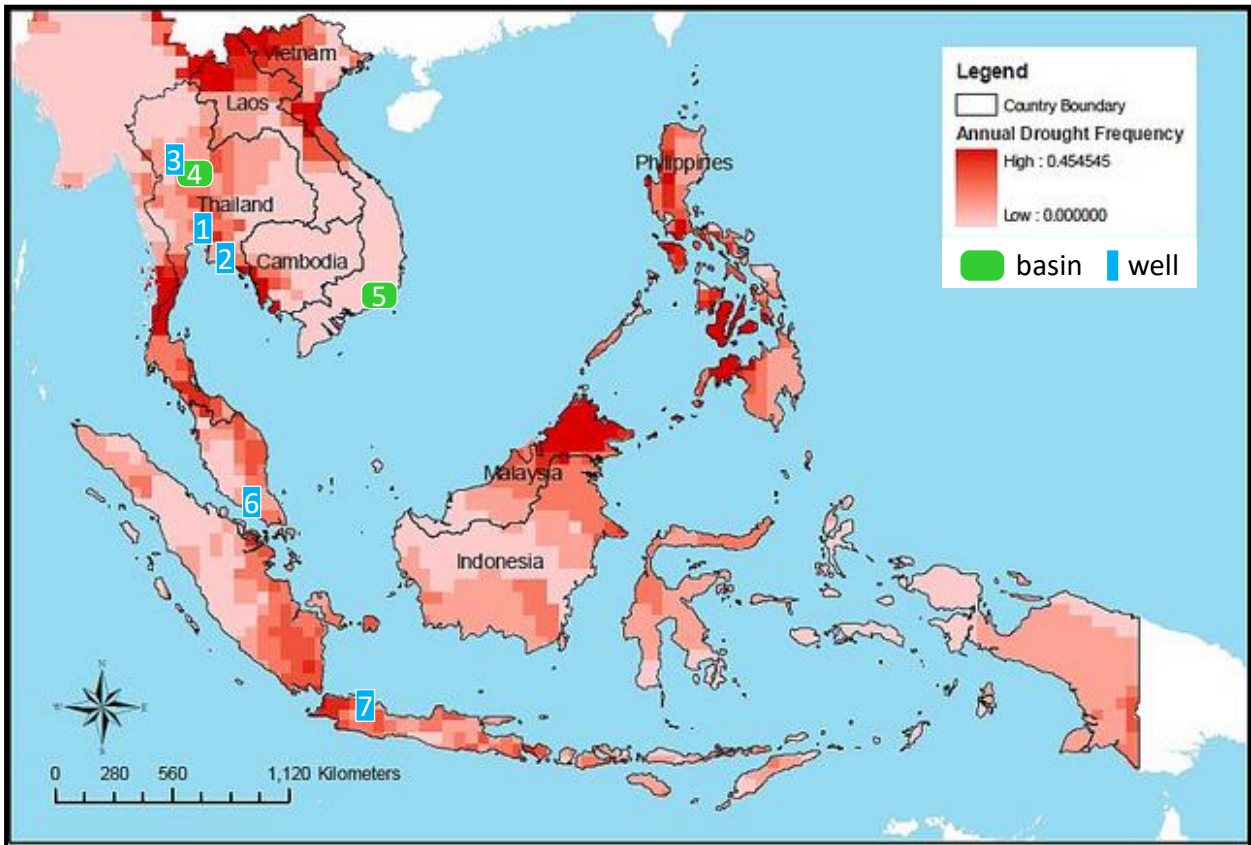 Vietnam
Laos
Philippines
3
4
Thailand
1
2
Cambodia
5
Malaysia
6
Indonesia
7
Legend
Country Boundary
Annual Drought Frequency
High : 0.454545
Low : 0.000000
basin well
N
W E
S
0 280 560 1,120 Kilometers